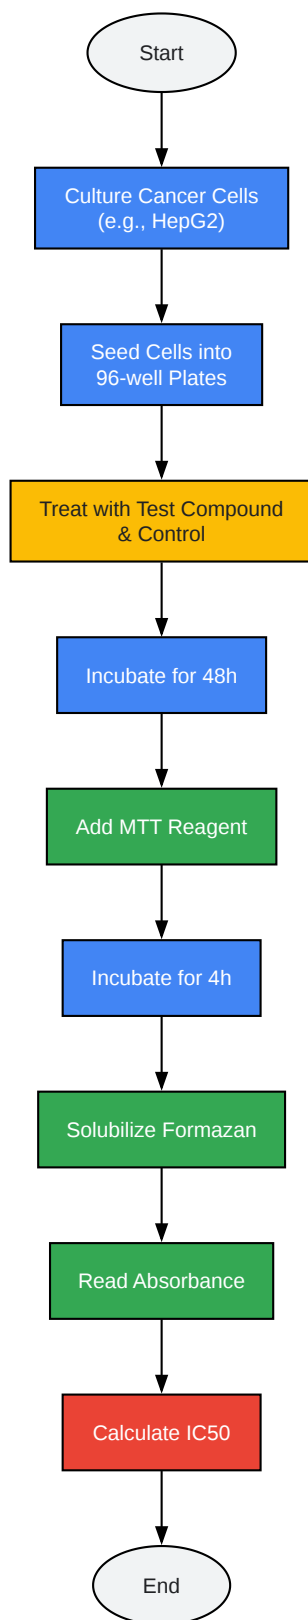 Start
Culture Cancer Cells
(e.g., HepG2)
Seed Cells into
96-well Plates
Treat with Test Compound
& Control
Incubate for 48h
Add MTT Reagent
Incubate for 4h
Solubilize Formazan
Read Absorbance
Calculate IC50
End